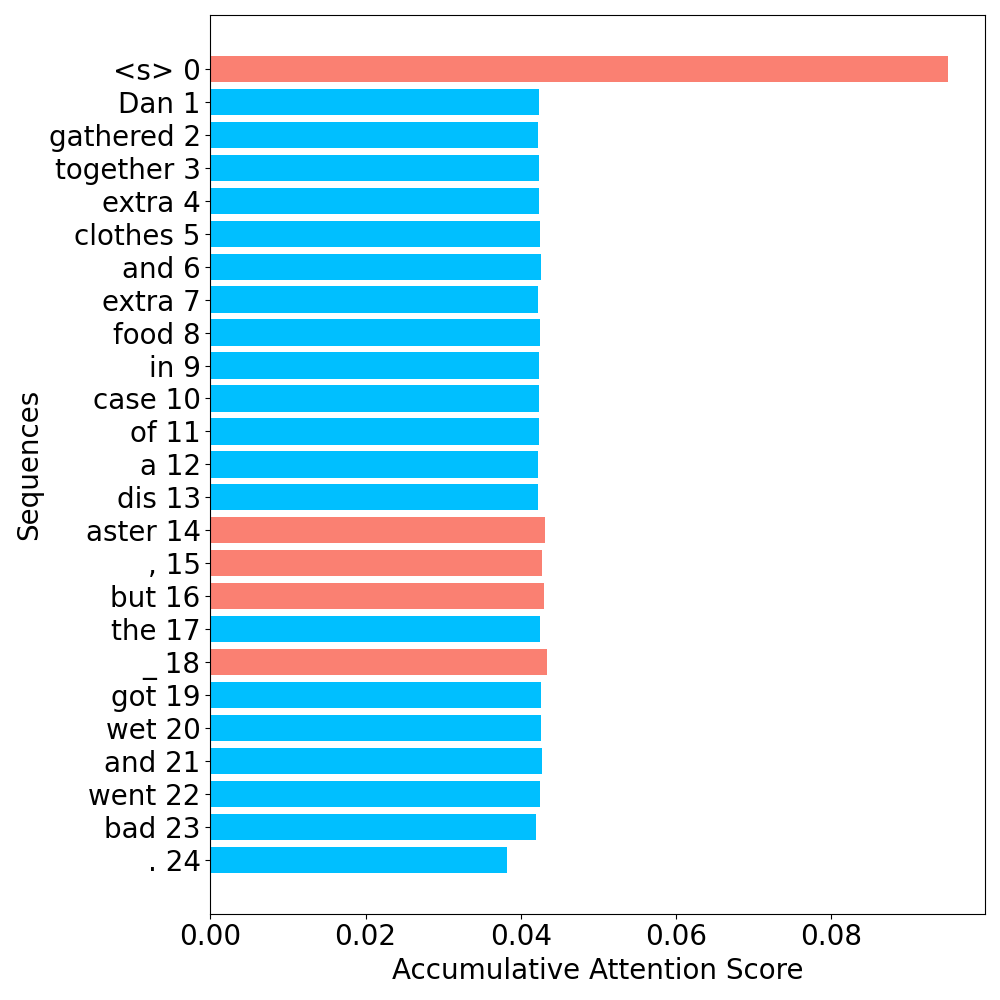 <s> 0
Dan 1
gathered 2
together 3
extra 4
clothes 5
and 6
extra 7
food 8
in 9
case 10
of 11
a 12
dis 13
aster 14
, 15
but 16
the 17
_ 18
got 19
wet 20
and 21
went 22
bad 23
. 24
Sequences
0.00 0.02 0.04 0.06 0.08
Accumulative Attention Score